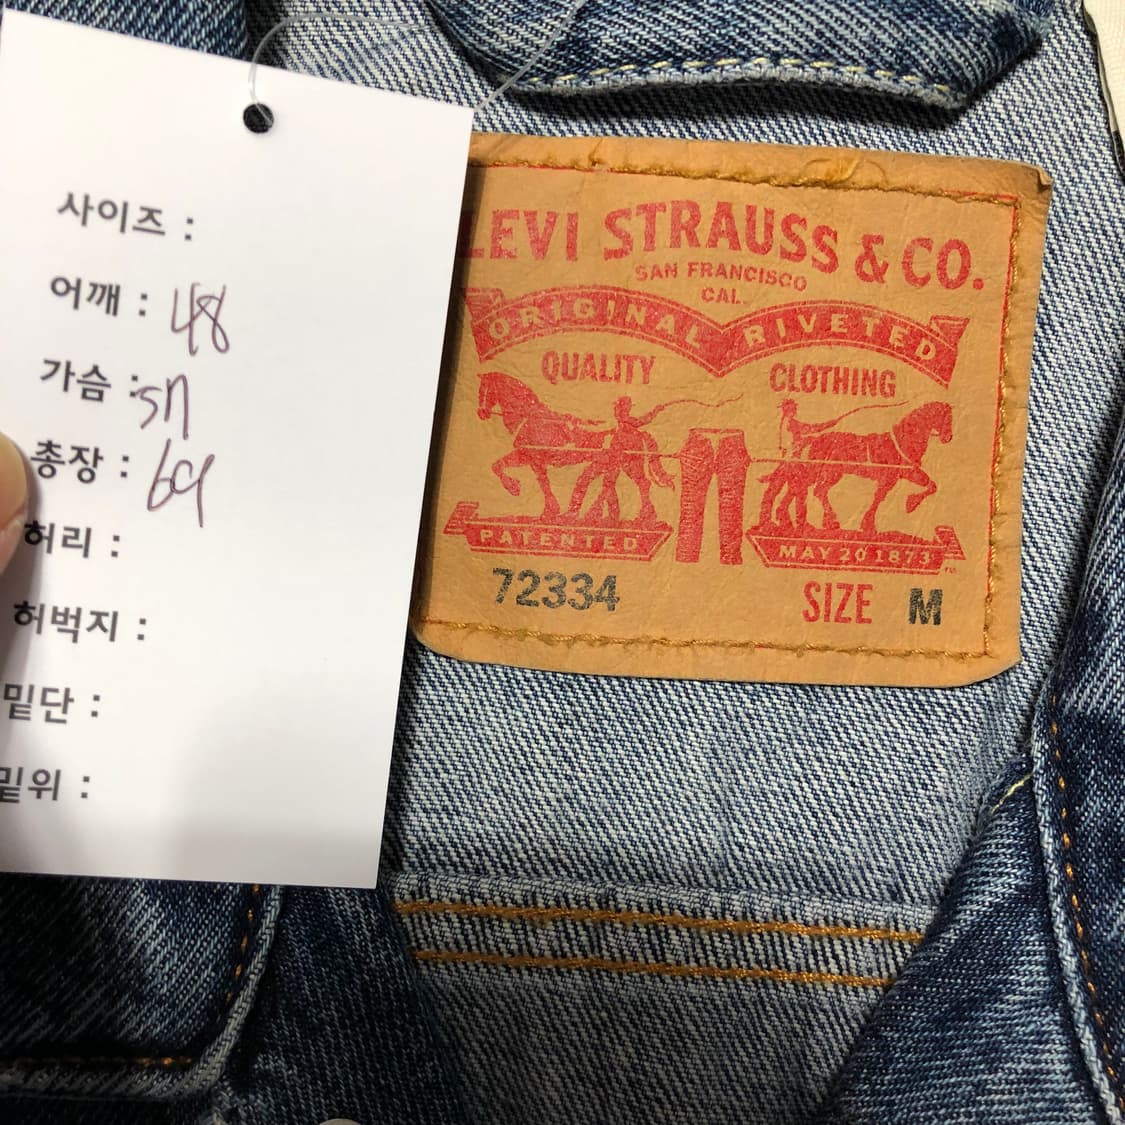 사이즈 :
어깨 : 48
가슴 : 57
총장 : 69
허리 :
허벅지 :
밑단 :
밑위 :
LEVI STRAUSS & CO.
SAN FRANCISCO
CAL.
ORIGINAL RIVETED
QUALITY CLOTHING
PATENTED MAY 20 1873
72334 SIZE M